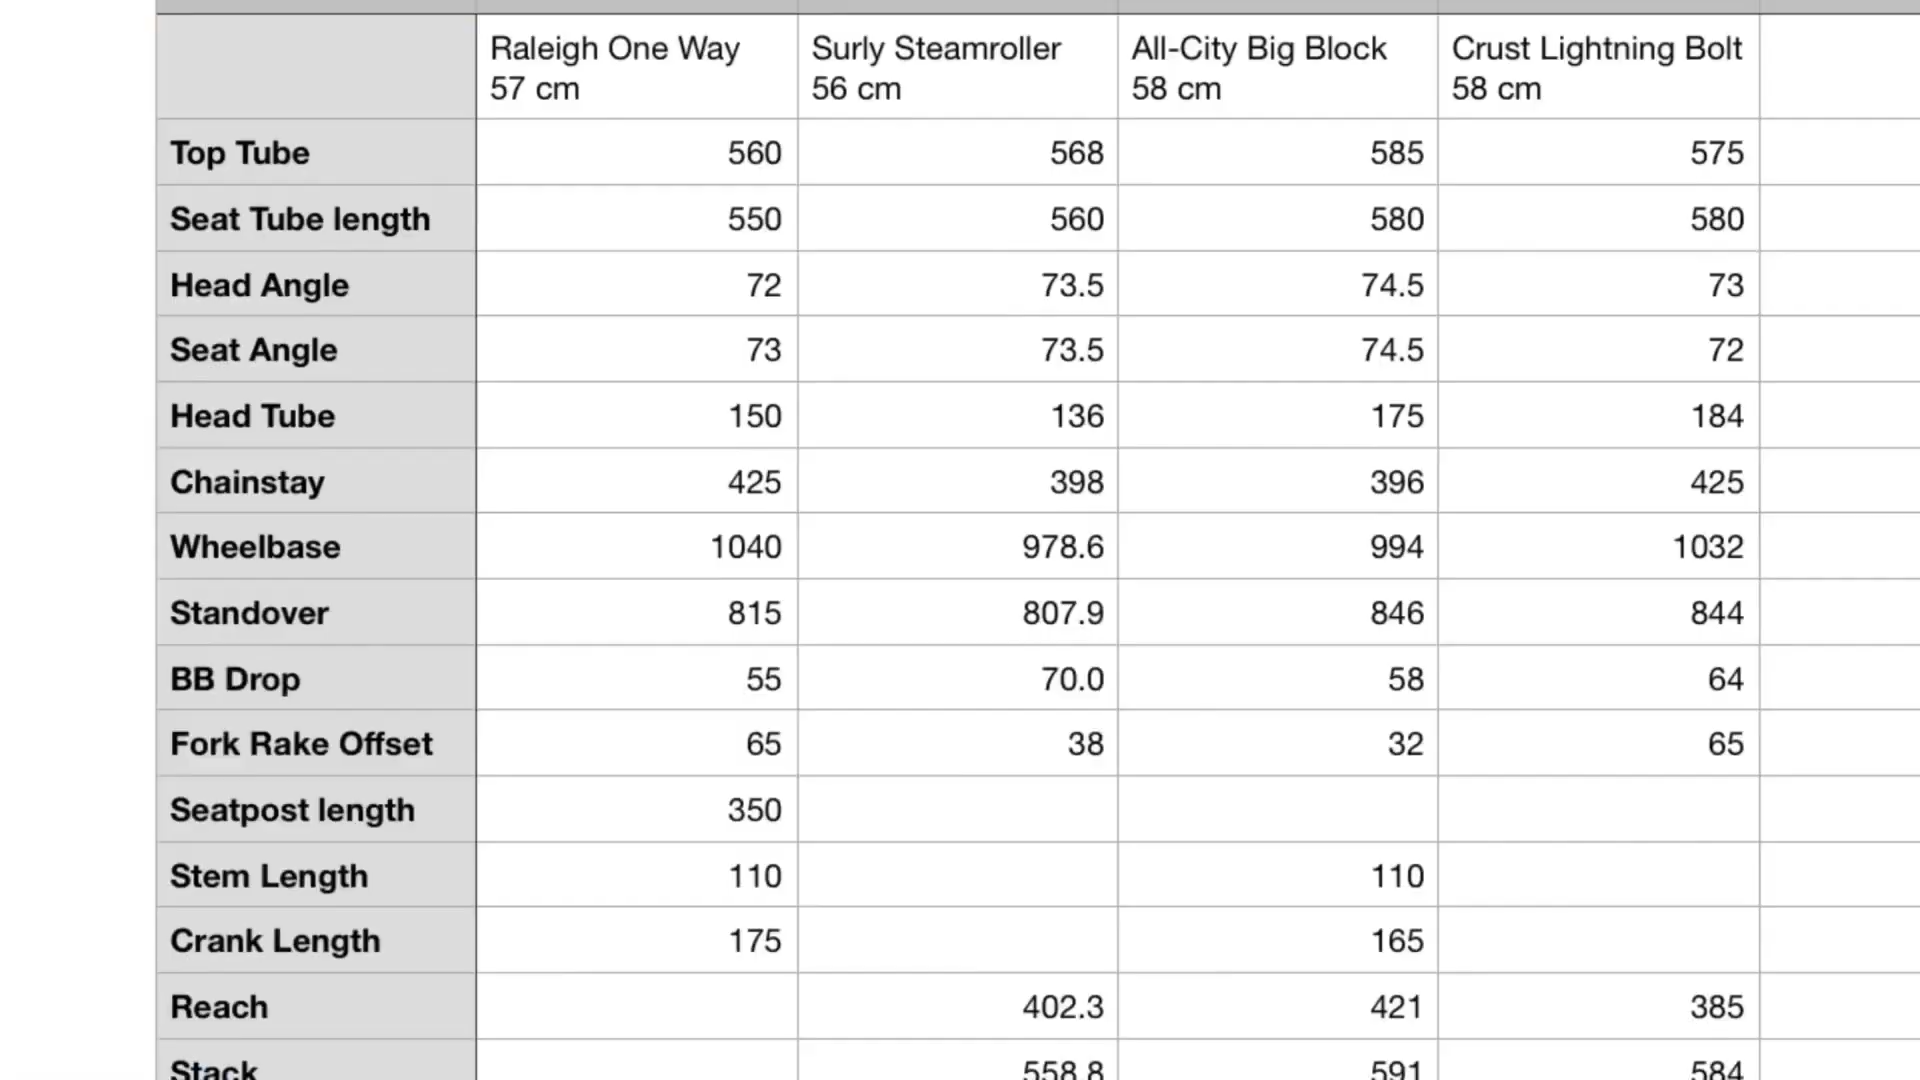 Raleigh One Way Surly Steamroller All-City Big Block Crust Lightning Bolt
57 cm 56 cm 58 cm 58 cm
Top Tube 560 568 585 575
Seat Tube length 550 560 580 580
Head Angle 72 73.5 74.5 73
Seat Angle 73 73.5 74.5 72
Head Tube 150 136 175 184
Chainstay 425 398 396 425
Wheelbase 1040 978.6 994 1032
Standover 815 807.9 846 844
BB Drop 55 70.0 58 64
Fork Rake Offset 65 38 32 65
Seatpost length 350
Stem Length 110 110
Crank Length 175 165
Reach 402.3 421 385
Stack 558.8 591 584